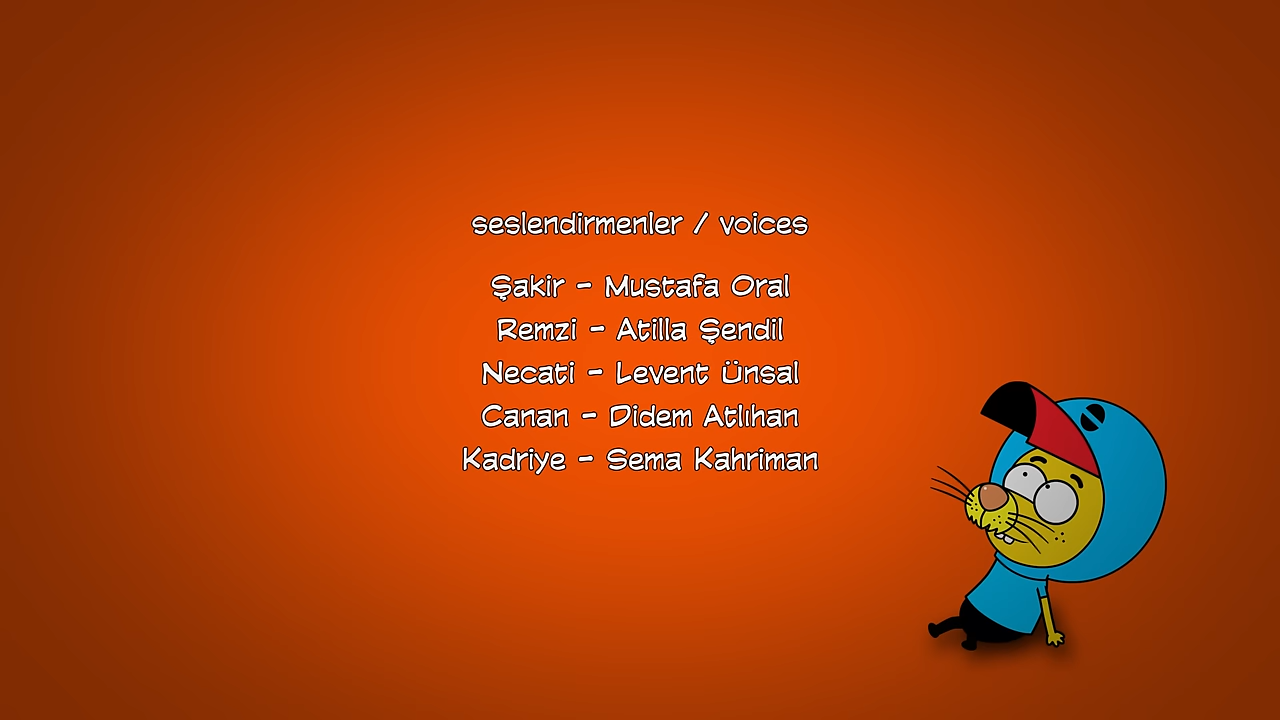 seslendirmenler / voices
Şakir - Mustafa Oral
Remzi - Atilla Şendil
Necati - Levent Ünsal
Canan - Didem Atlıhan
Kadriye - Sema Kahriman